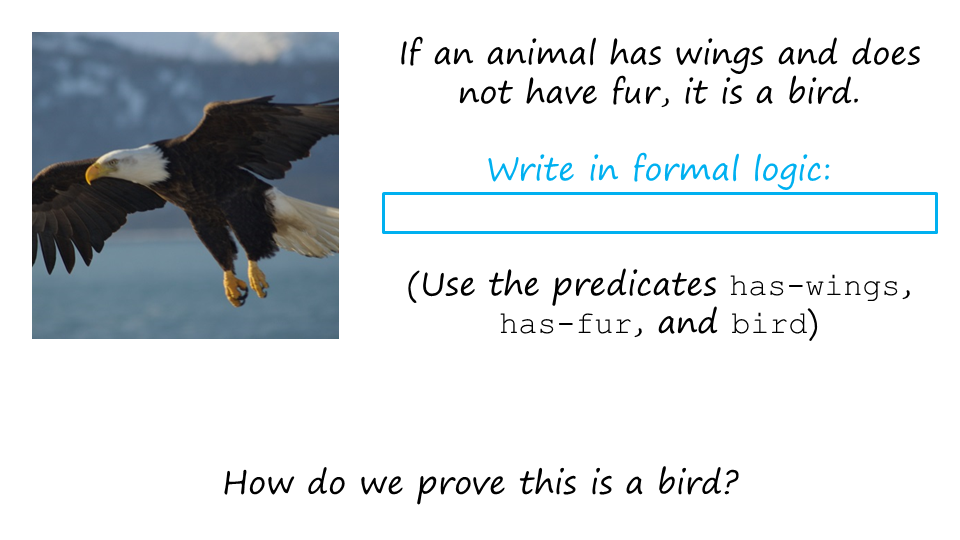 If an animal has wings and does
not have fur, it is a bird.
Write in formal logic:
(Use the predicates has-wings,
has-fur, and bird)
How do we prove this is a bird?